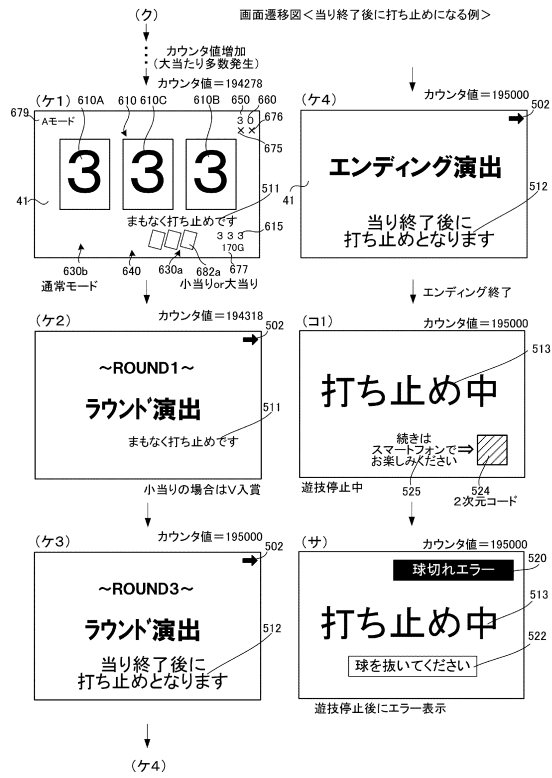 (ク)
画面遷移図<当り終了後に打ち止めになる例>
カウンタ値増加
(大当たり多数発生)
(ケ1)
カウンタ値=194278
610A
610
610C
610B
650
660
679
Aモード
3 0
× ×
676
675
3
3
3
41
511
まもなく打ち止めです
3 3 3
615
170G
630b
640
630a
682a
677
通常モード
小当りor大当り
(ケ2)
カウンタ値=194318
502
~ROUND1~
ラウンド演出
511
まもなく打ち止めです
小当りの場合はV入賞
(ケ3)
カウンタ値=195000
502
~ROUND3~
ラウンド演出
512
当り終了後に
打ち止めとなります
(ケ4)
(ケ4)
カウンタ値=195000
502
エンディング演出
41
512
当り終了後に
打ち止めとなります
エンディング終了
(コ1)
カウンタ値=195000
513
打ち止め中
続きは
スマートフォンで
お楽しみください
⇒
遊技停止中
525
524
2次元コード
(サ)
カウンタ値=195000
520
球切れエラー
打ち止め中
513
522
球を抜いてください
遊技停止後にエラー表示